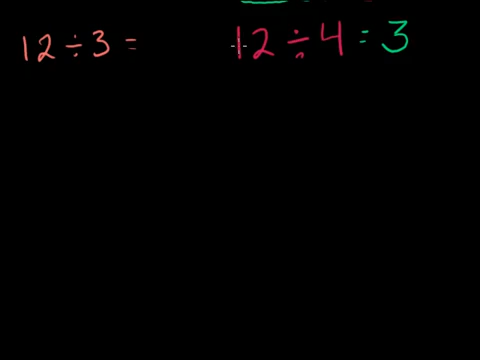 12 ÷ 3 = 12 ÷ 4 = 3